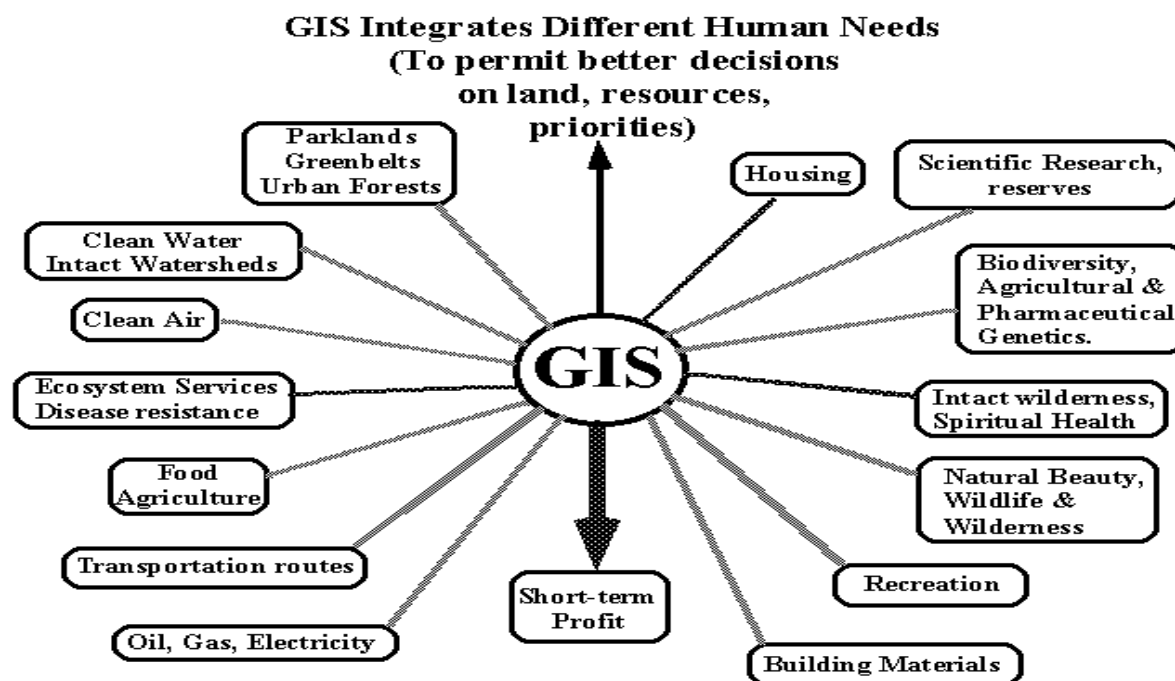 GIS Integrates Different Human Needs
(To permit better decisions
on land, resources,
priorities)
Parklands
Greenbelts
Urban Forests
Housing
Scientific Research,
reserves
Clean Water
Intact Watersheds
Biodiversity,
Agricultural &
Pharmaceutical
Genetics.
Clean Air
GIS
Ecosystem Services
Disease resistance
Intact wilderness,
Spiritual Health
Food
Agriculture
Natural Beauty,
Wildlife &
Wilderness
Transportation routes
Short-term
Profit
Recreation
Oil, Gas, Electricity
Building Materials